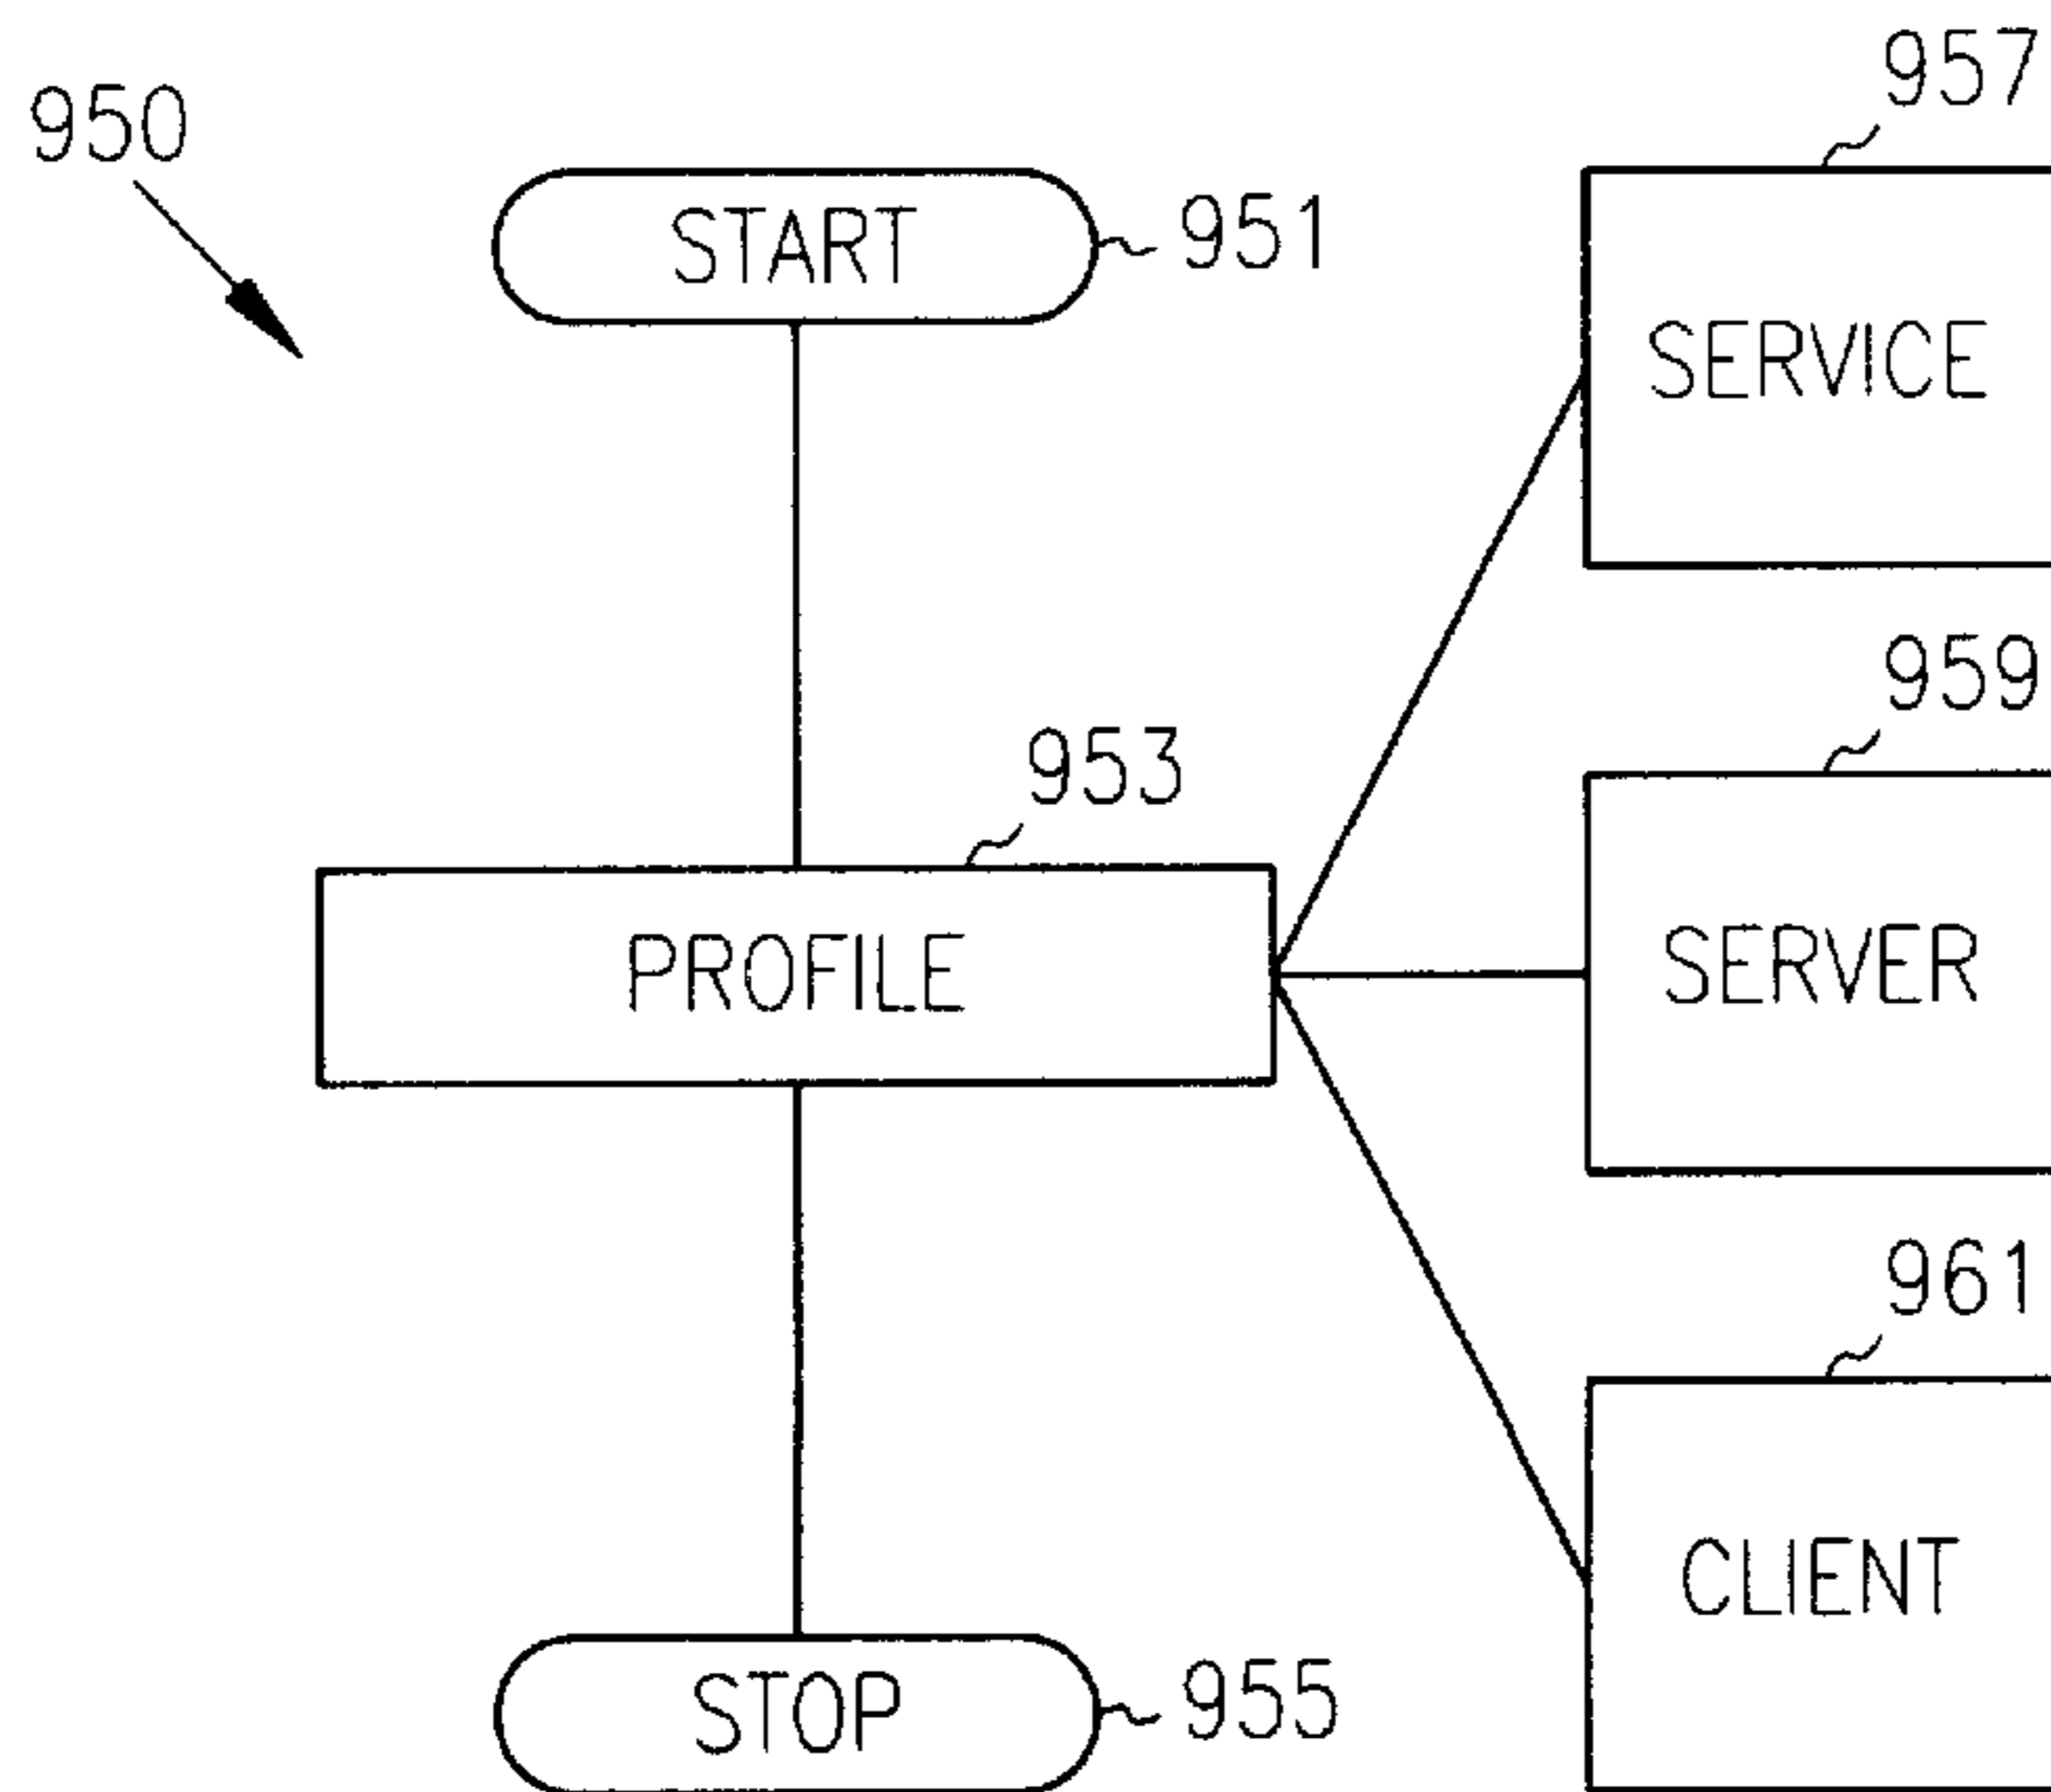 950
957
START
951
SERVICE
959
953
SERVER
PROFILE
961
CLIENT
STOP
955